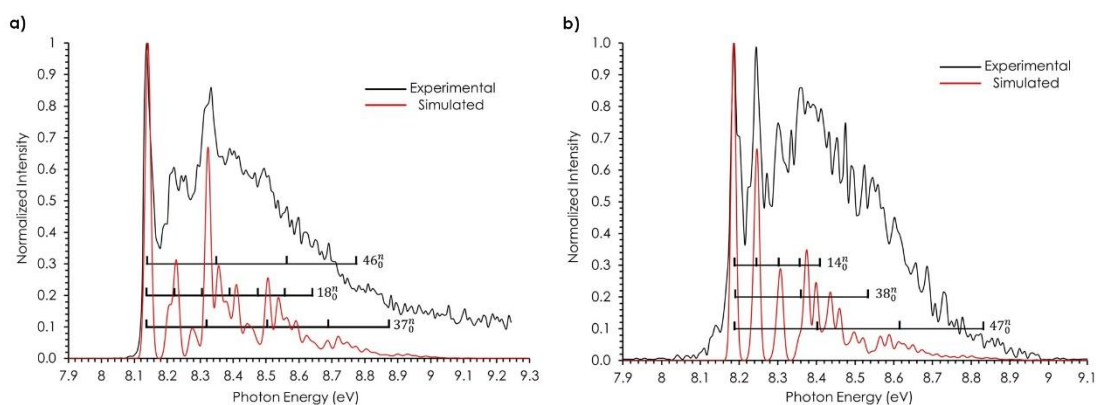 a)
1
0.9
0.8
0.7
0.6
0.5
0.4
0.3
0.2
0.1
0.0
Normalized Intensity
Experimental
Simulated
46₀ⁿ
18₀ⁿ
37₀ⁿ
7.9 8 8.1 8.2 8.3 8.4 8.5 8.6 8.7 8.8 8.9 9 9.1 9.2 9.3
Photon Energy (eV)
b)
1.0
0.9
0.8
0.7
0.6
0.5
0.4
0.3
0.2
0.1
0.0
Normalized Intensity
Experimental
Simulated
14₀ⁿ
38₀ⁿ
47₀ⁿ
7.9 8.0 8.1 8.2 8.3 8.4 8.5 8.6 8.7 8.8 8.9 9.0 9.1
Photon Energy (eV)